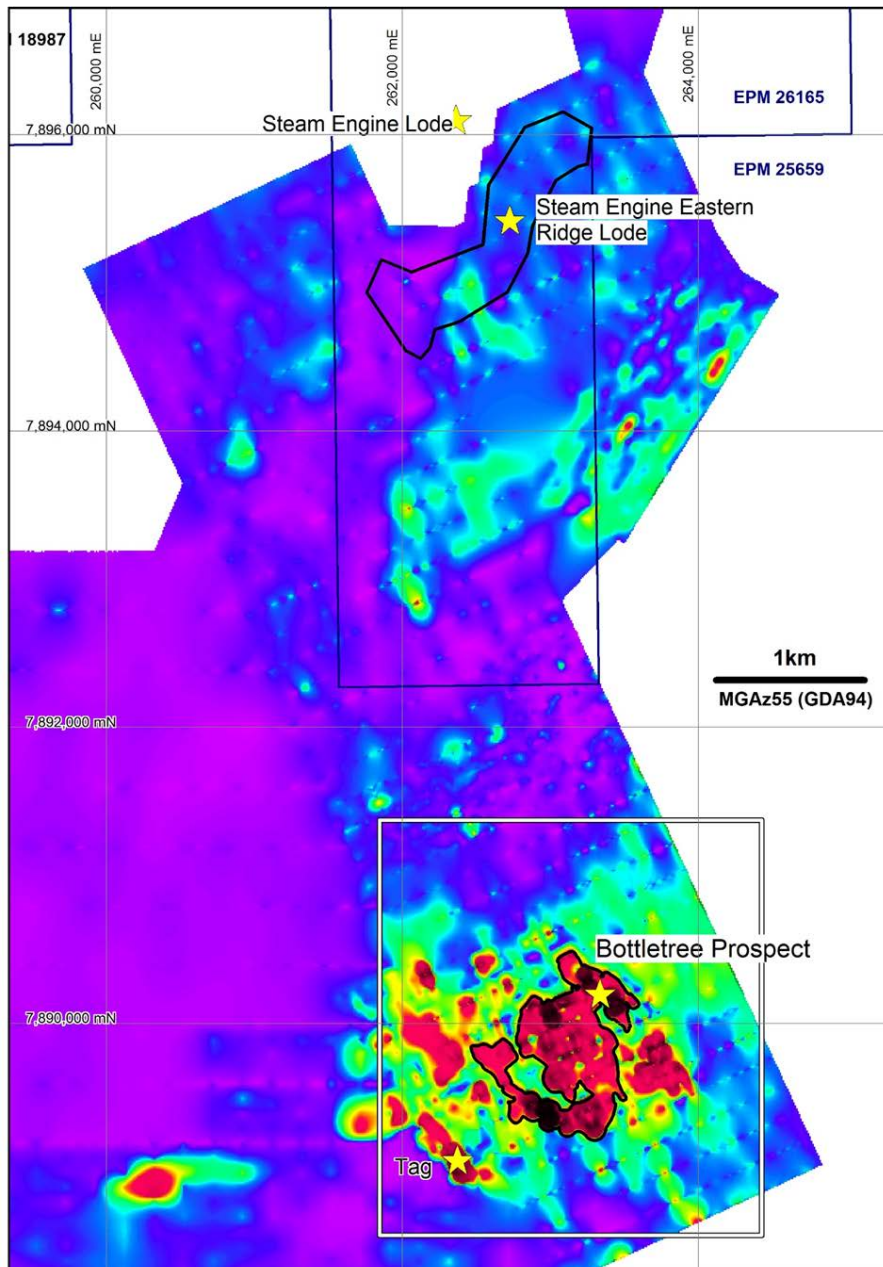 18987
260,000 mE
262,000 mE
264,000 mE
EPM 26165
Steam Engine Lode
7,896,000 mN
EPM 25659
Steam Engine Eastern
Ridge Lode
7,894,000 mN
1km
MGAz55 (GDA94)
7,892,000 mN
Bottletree Prospect
7,890,000 mN
Tag